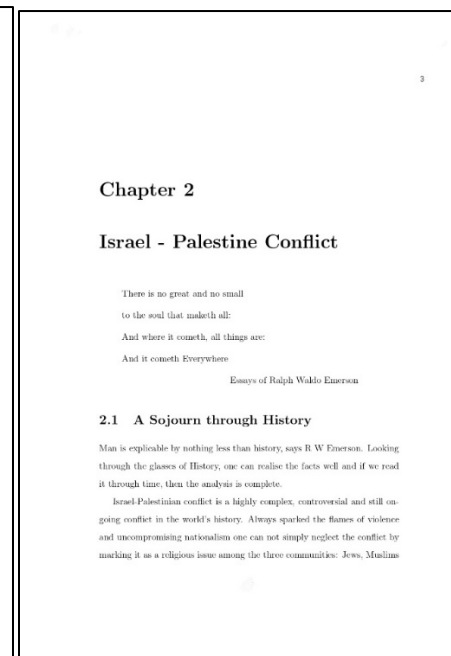 3
Chapter 2
Israel - Palestine Conflict
There is no great and no small
to the soul that maketh all:
And where it cometh, all things are:
And it cometh Everywhere
Essays of Ralph Waldo Emerson
2.1 A Sojourn through History
Man is explicable by nothing less than history, says R W Emerson. Looking
through the glasses of History, one can realise the facts well and if we read
it through time, then the analysis is complete.
Israel-Palestinian conflict is a highly complex, controversial and still on-
going conflict in the world's history. Always sparked the flames of violence
and uncompromising nationalism one can not simply neglect the conflict by
marking it as a religious issue among the three communities: Jews, Muslims